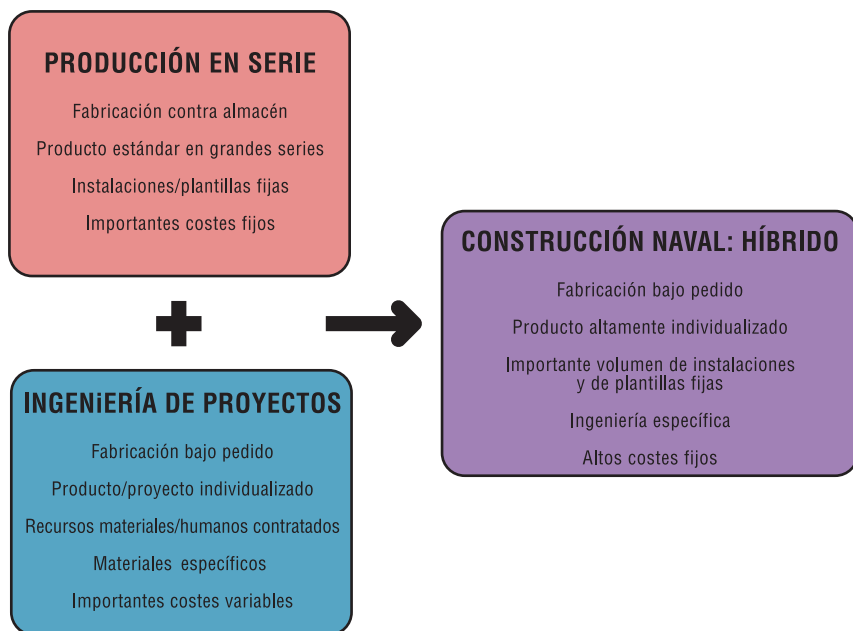 PRODUCCIÓN EN SERIE
Fabricación contra almacén
Producto estándar en grandes series
Instalaciones/plantillas fijas
Importantes costes fijos
INGENiERÍA DE PROYECTOS
Fabricación bajo pedido
Producto/proyecto individualizado
Recursos materiales/humanos contratados
Materiales específicos
Importantes costes variables
CONSTRUCCIÓN NAVAL: HÍBRIDO
Fabricación bajo pedido
Producto altamente individualizado
Importante volumen de instalaciones
y de plantillas fijas
Ingeniería específica
Altos costes fijos